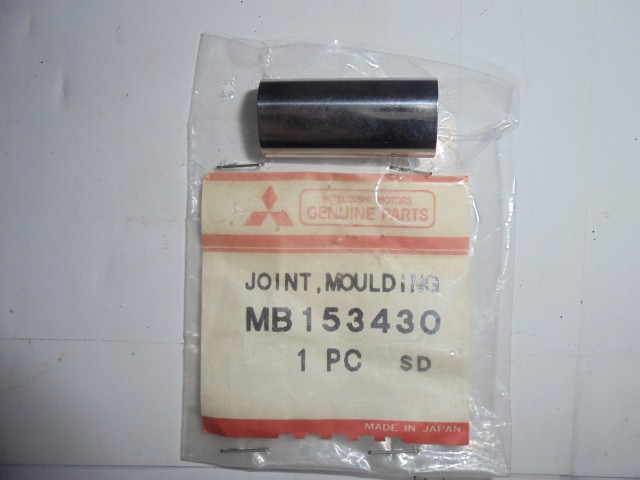 MITSUBISHI MOTORS
GENUINE PARTS
JOINT, MOULDING
MB153430
1 PC SD
MADE IN JAPAN